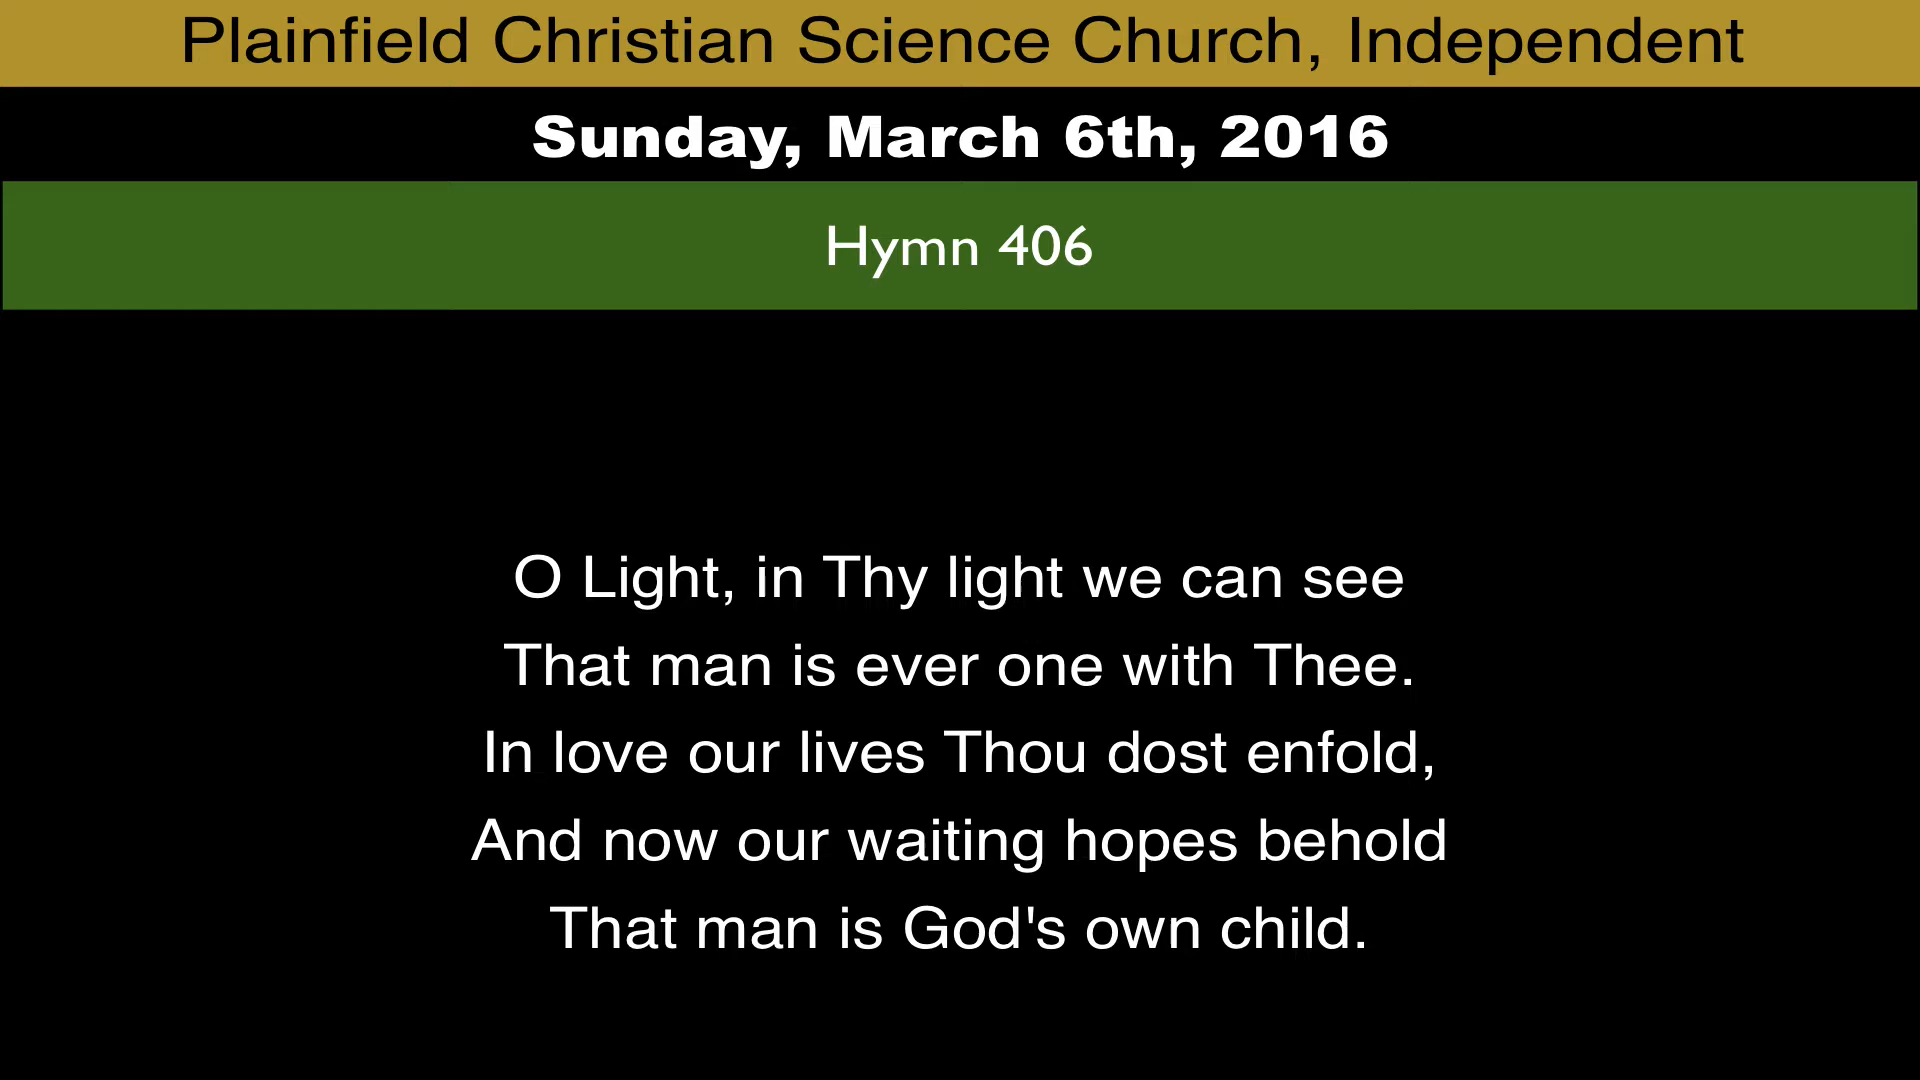 Plainfield Christian Science Church, Independent
Sunday, March 6th, 2016
Hymn 406
O Light, in Thy light we can see
That man is ever one with Thee.
In love our lives Thou dost enfold,
And now our waiting hopes behold
That man is God's own child.